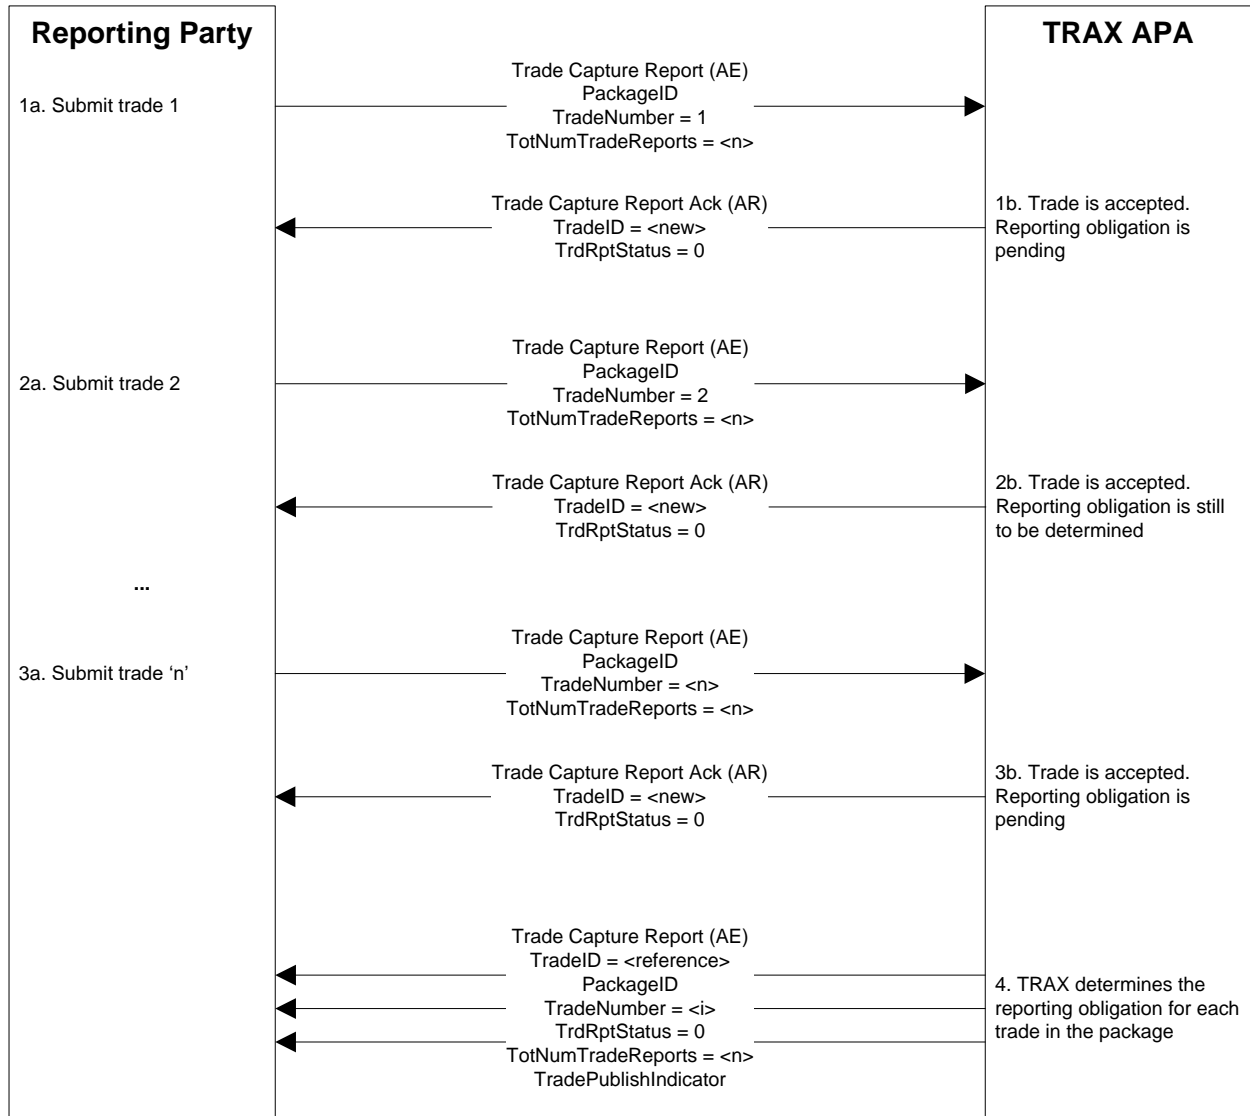 Reporting Party
TRAX APA
1a. Submit trade 1
Trade Capture Report (AE)
PackageID
TradeNumber = 1
TotNumTradeReports = <n>
Trade Capture Report Ack (AR)
TradeID = <new>
TrdRptStatus = 0
1b. Trade is accepted.
Reporting obligation is
pending
2a. Submit trade 2
Trade Capture Report (AE)
PackageID
TradeNumber = 2
TotNumTradeReports = <n>
Trade Capture Report Ack (AR)
TradeID = <new>
TrdRptStatus = 0
2b. Trade is accepted.
Reporting obligation is still
to be determined
...
3a. Submit trade ‘n’
Trade Capture Report (AE)
PackageID
TradeNumber = <n>
TotNumTradeReports = <n>
Trade Capture Report Ack (AR)
TradeID = <new>
TrdRptStatus = 0
3b. Trade is accepted.
Reporting obligation is
pending
Trade Capture Report (AE)
TradeID = <reference>
PackageID
TradeNumber = <i>
TrdRptStatus = 0
TotNumTradeReports = <n>
TradePublishIndicator
4. TRAX determines the
reporting obligation for each
trade in the package